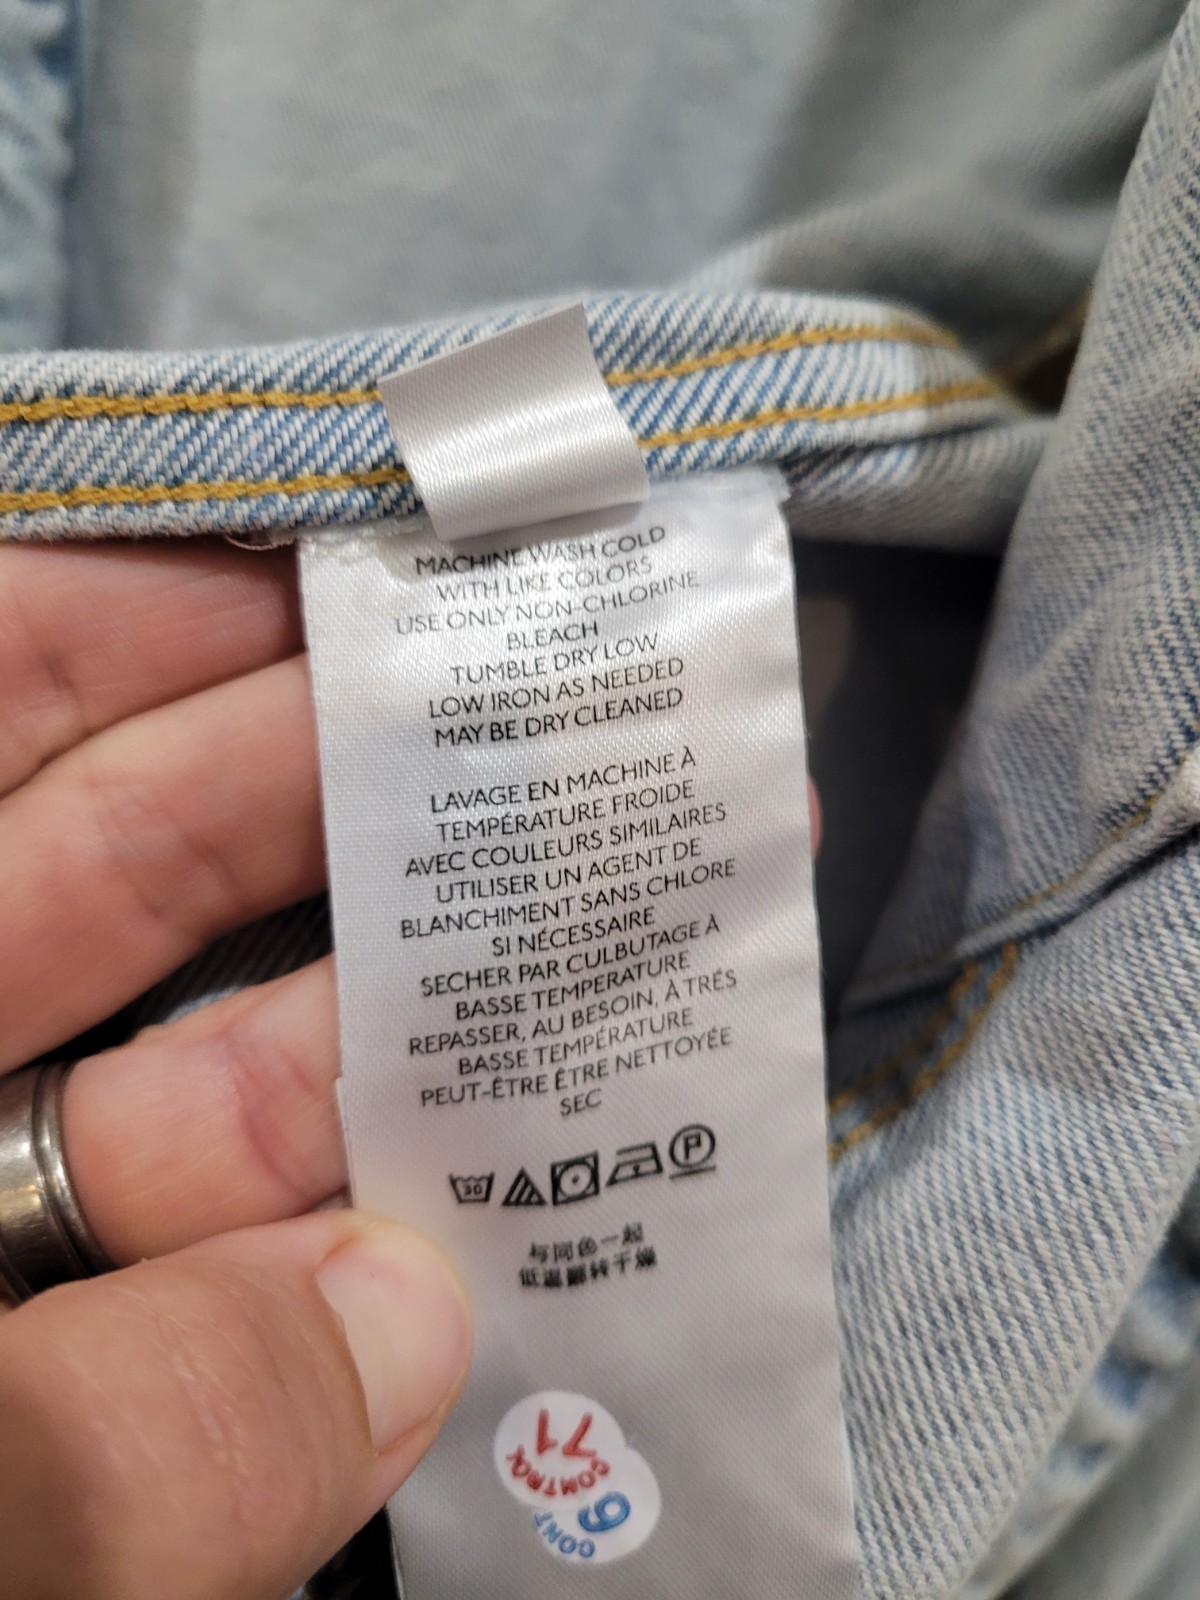 MACHINE WASH COLD
WITH LIKE COLORS
USE ONLY NON-CHLORINE
BLEACH
TUMBLE DRY LOW
LOW IRON AS NEEDED
MAY BE DRY CLEANED
LAVAGE EN MACHINE À
TEMPÉRATURE FROIDE
AVEC COULEURS SIMILAIRES
UTILISER UN AGENT DE
BLANCHIMENT SANS CHLORE
SI NÉCESSAIRE
SECHER PAR CULBUTAGE À
BASSE TEMPERATURE
REPASSER, AU BESOIN, À TRÉS
BASSE TEMPÉRATURE
PEUT-ÊTRE ÊTRE NETTOYÉE
SEC
30
P
与同色一起
低温翻转干燥
71
CONTROL
9
CONT